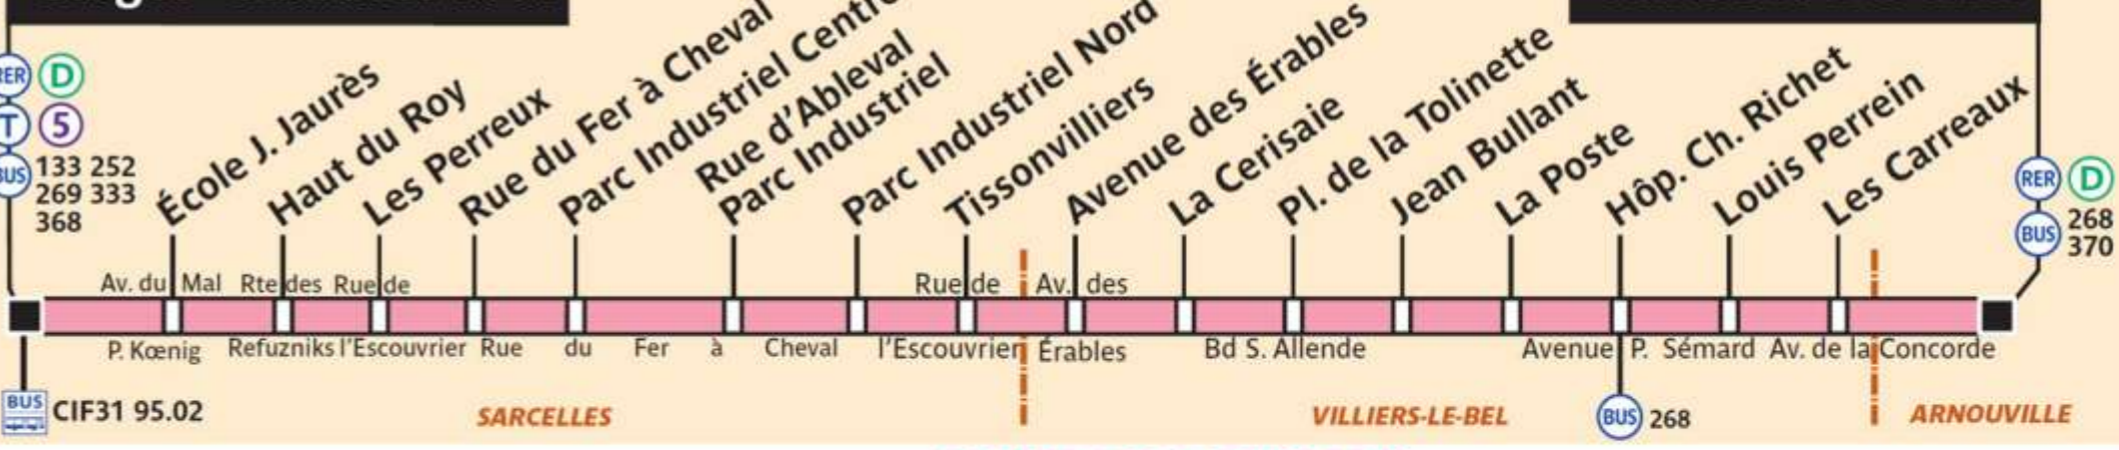 RER D
T 5
BUS 133 252
269 333
368
École J. Jaurès
Haut du Roy
Les Perreux
Rue du Fer à Cheval
Parc Industriel Centre
Rue d'Ableval
Parc Industriel
Parc Industriel Nord
Tissonvilliers
Avenue des Érables
La Cerisaie
Pl. de la Tolinette
Jean Bullant
La Poste
Hôp. Ch. Richet
Louis Perrein
Les Carreaux
RER D
BUS 268
370
Av. du Mal Rte des Rue de Rue de Av. des
P. Kœnig Refuzniks l'Escouvrier Rue du Fer à Cheval l'Escouvrier Érables Bd S. Allende Avenue P. Sémard Av. de la Concorde
BUS CIF31 95.02
SARCELLES
VILLIERS-LE-BEL
BUS 268
ARNOUVILLE